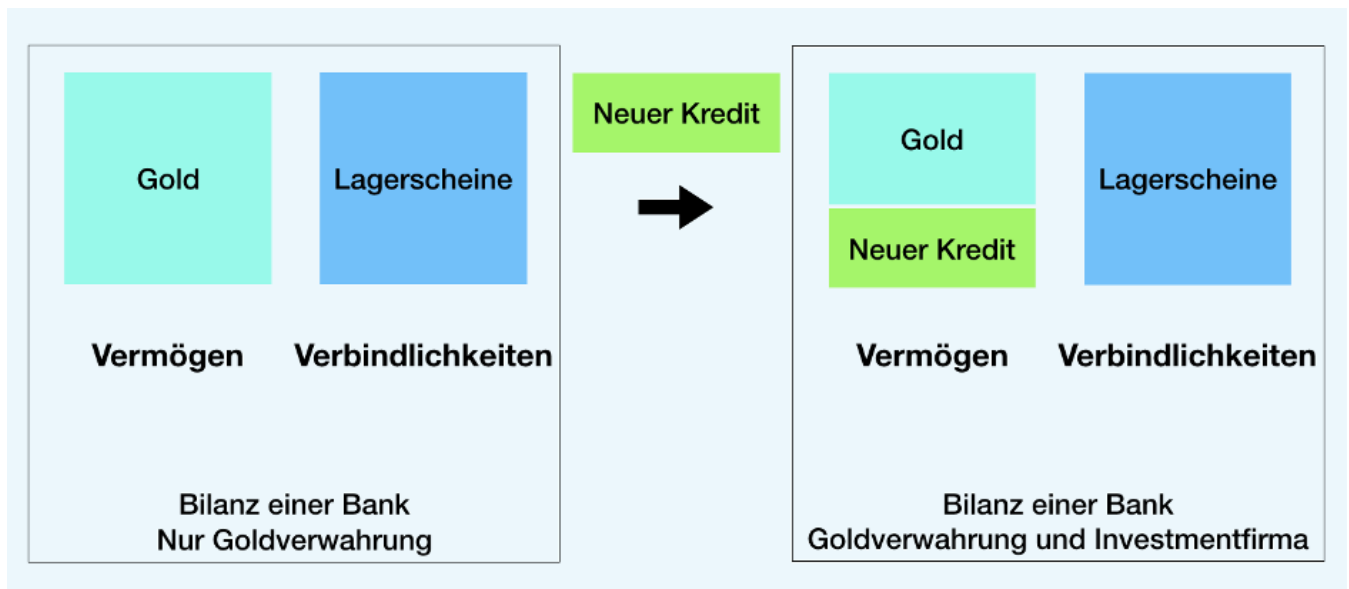 Gold
Lagerscheine
Vermögen
Verbindlichkeiten
Bilanz einer Bank
Nur Goldverwahrung
Neuer Kredit
Gold
Neuer Kredit
Lagerscheine
Vermögen
Verbindlichkeiten
Bilanz einer Bank
Goldverwahrung und Investmentfirma